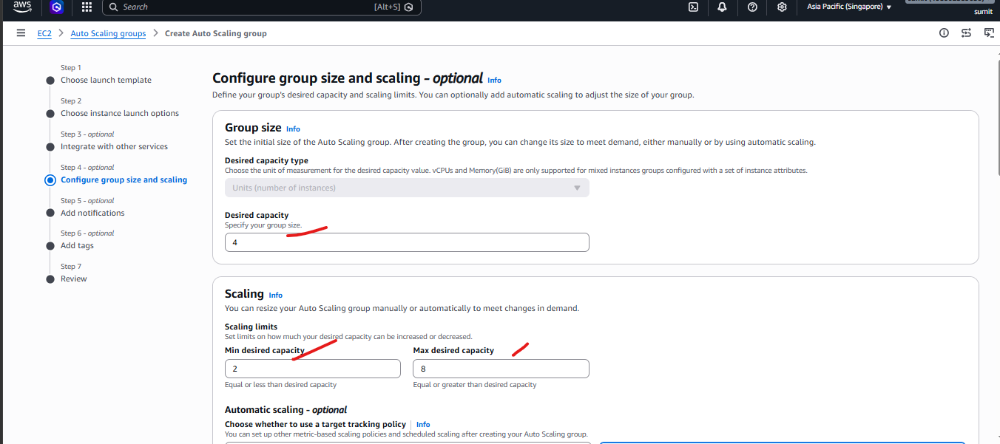 aws
Search [Alt+S]
Asia Pacific (Singapore)
sumit
EC2 Auto Scaling groups Create Auto Scaling group
Step 1
Choose launch template
Step 2
Choose instance launch options
Step 3 - optional
Integrate with other services
Step 4 - optional
Configure group size and scaling
Step 5 - optional
Add notifications
Step 6 - optional
Add tags
Step 7
Review
Configure group size and scaling - optional Info
Define your group's desired capacity and scaling limits. You can optionally add automatic scaling to adjust the size of your group.
Group size Info
Set the initial size of the Auto Scaling group. After creating the group, you can change its size to meet demand, either manually or by using automatic scaling.
Desired capacity type
Choose the unit of measurement for the desired capacity value. vCPUs and Memory(GiB) are only supported for mixed instances groups configured with a set of instance attributes.
Units (number of instances)
Desired capacity
Specify your group size.
4
Scaling Info
You can resize your Auto Scaling group manually or automatically to meet changes in demand.
Scaling limits
Set limits on how much your desired capacity can be increased or decreased.
Min desired capacity Max desired capacity
2 8
Equal or less than desired capacity Equal or greater than desired capacity
Automatic scaling - optional
Choose whether to use a target tracking policy Info
You can set up other metric-based scaling policies and scheduled scaling after creating your Auto Scaling group.